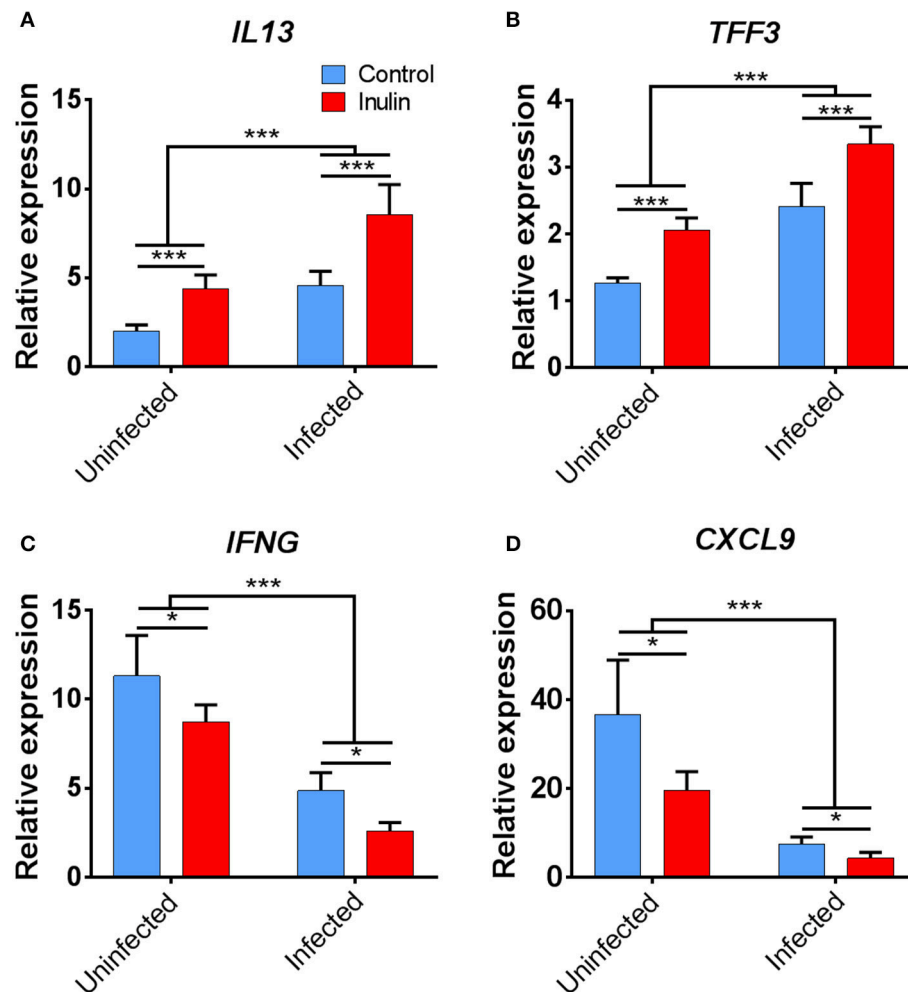 A
IL13
Control
Inulin
Relative expression
15
10
5
0
***
***
***
Uninfected
Infected
B
TFF3
Relative expression
4
3
2
1
0
***
***
***
Uninfected
Infected
C
IFNG
Relative expression
15
10
5
0
***
*
*
Uninfected
Infected
D
CXCL9
Relative expression
60
40
20
0
***
*
*
Uninfected
Infected